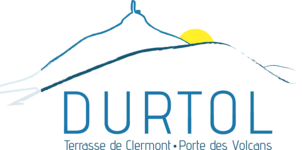 DURTOL
Terrasse de Clermont • Porte des Volcans